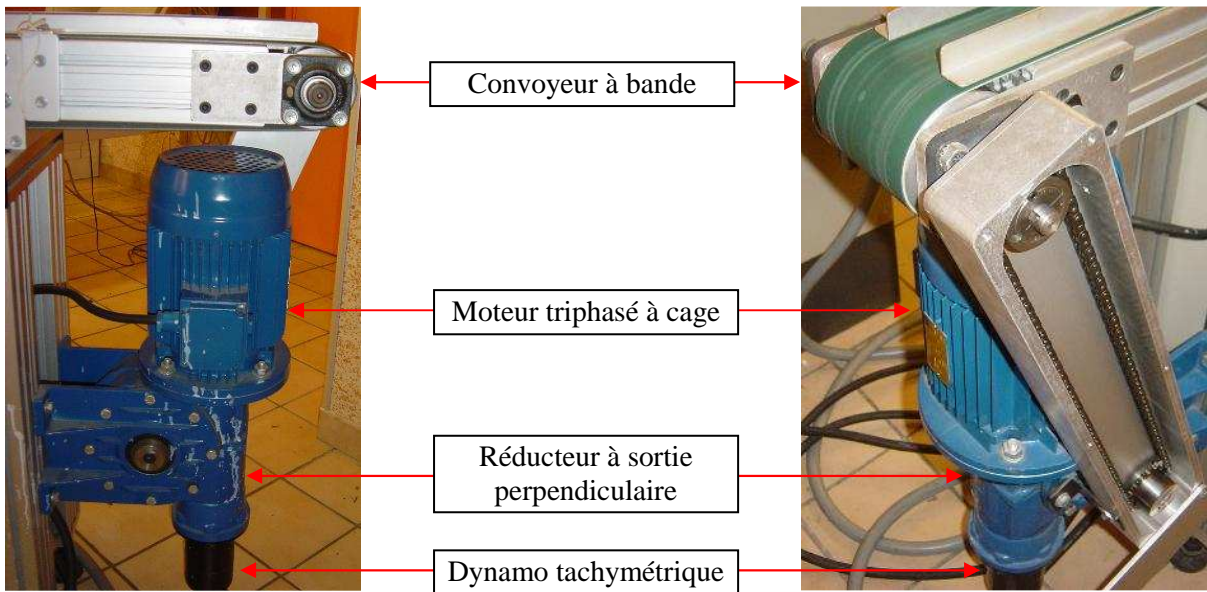 Convoyeur à bande
Moteur triphasé à cage
Réducteur à sortie
perpendiculaire
Dynamo tachymétrique